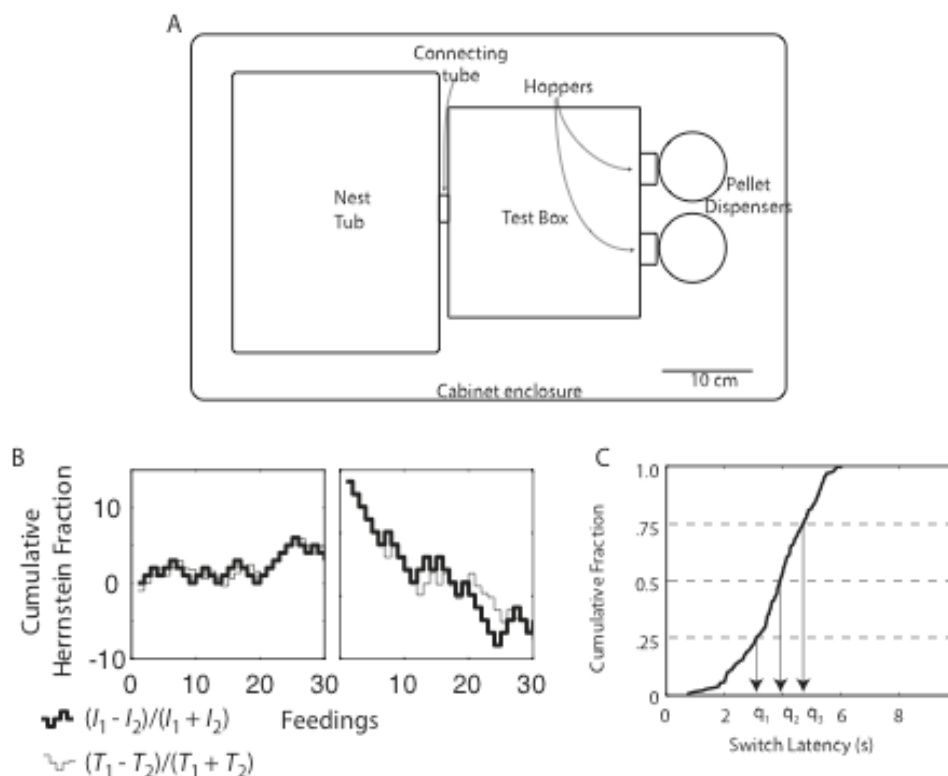 A
Connecting
tube
Hoppers
Nest
Tub
Test Box
Pellet
Dispensers
10 cm
Cabinet enclosure
B
Cumulative
Herrnstein Fraction
10
0
-10
0 10 20 30
10 20 30
Feedings
(I₁ - I₂)/(I₁ + I₂)
(T₁ - T₂)/(T₁ + T₂)
C
Cumulative Fraction
1.0
.75
0.5
.25
0
2 q₁ q₂ q₃ 6 8
Switch Latency (s)